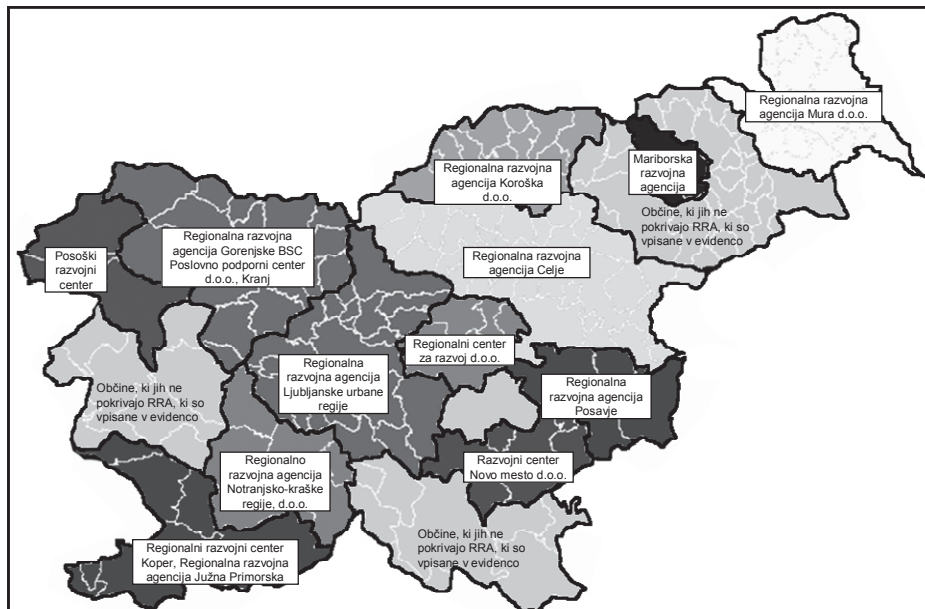 Regionalna razvojna
agencija Mura d.o.o.
Mariborska
razvojna
agencija
Regionalna razvojna
agencija Koroška
d.o.o.
Občine, ki jih ne
pokrivajo RRA, ki so
vpisane v evidenco
Regionalna razvojna
agencija Gorenjske BSC
Poslovno podporni center
d.o.o., Kranj
Posoški
razvojni
center
Regionalna razvojna
agencija Celje
Regionalni center
za razvoj d.o.o.
Regionalna
razvojna agencija
Ljubljanske urbane
regije
Občine, ki jih ne
pokrivajo RRA, ki so
vpisane v evidenco
Regionalna
razvojna agencija
Posavje
Regionalno
razvojna agencija
Notranjsko-kraške
regije, d.o.o.
Razvojni center
Novo mesto d.o.o.
Občine, ki jih ne
pokrivajo RRA, ki so
vpisane v evidenco
Regionalni razvojni center
Koper, Regionalna razvojna
agencija Južna Primorska